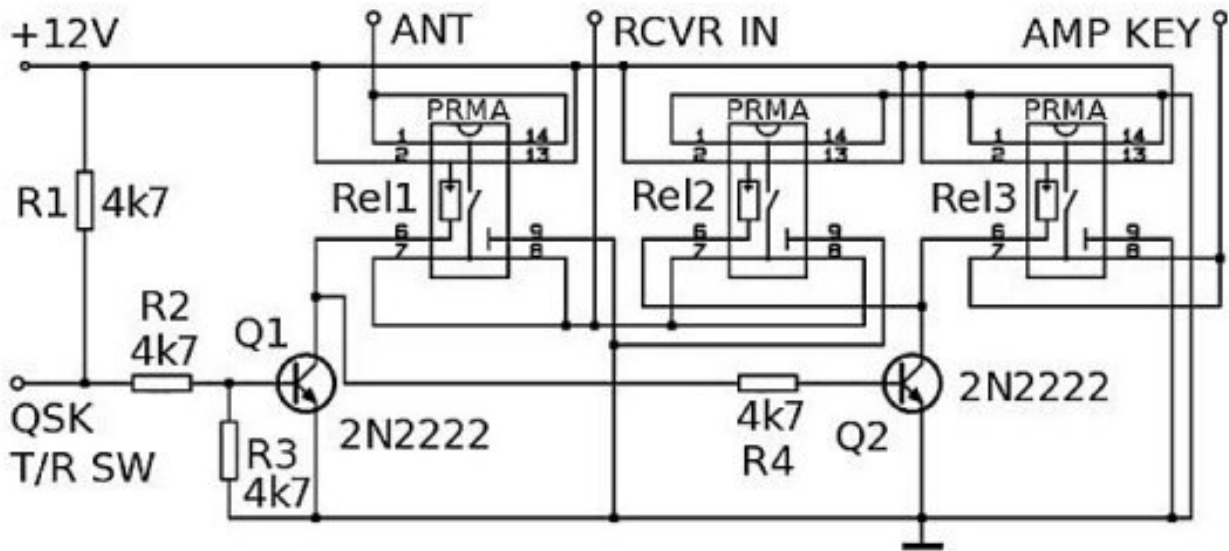 +12V ANT RCVR IN AMP KEY
PRMA PRMA PRMA
1 14 1 14 1 14
2 13 2 13 2 13
R1 4k7 Rel1 Rel2 Rel3
6 9 6 9 6 9
7 8 7 8 7 8
R2 Q1
4k7
QSK 2N2222 4k7 Q2 2N2222
T/R SW R3 R4
4k7